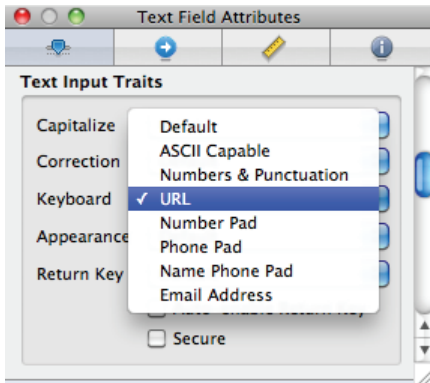 Text Field Attributes
Text Input Traits
Capitalize
Default
ASCII Capable
Correction
Numbers & Punctuation
Keyboard ✓ URL
Number Pad
Appearance
Phone Pad
Name Phone Pad
Return Key
Email Address
Secure